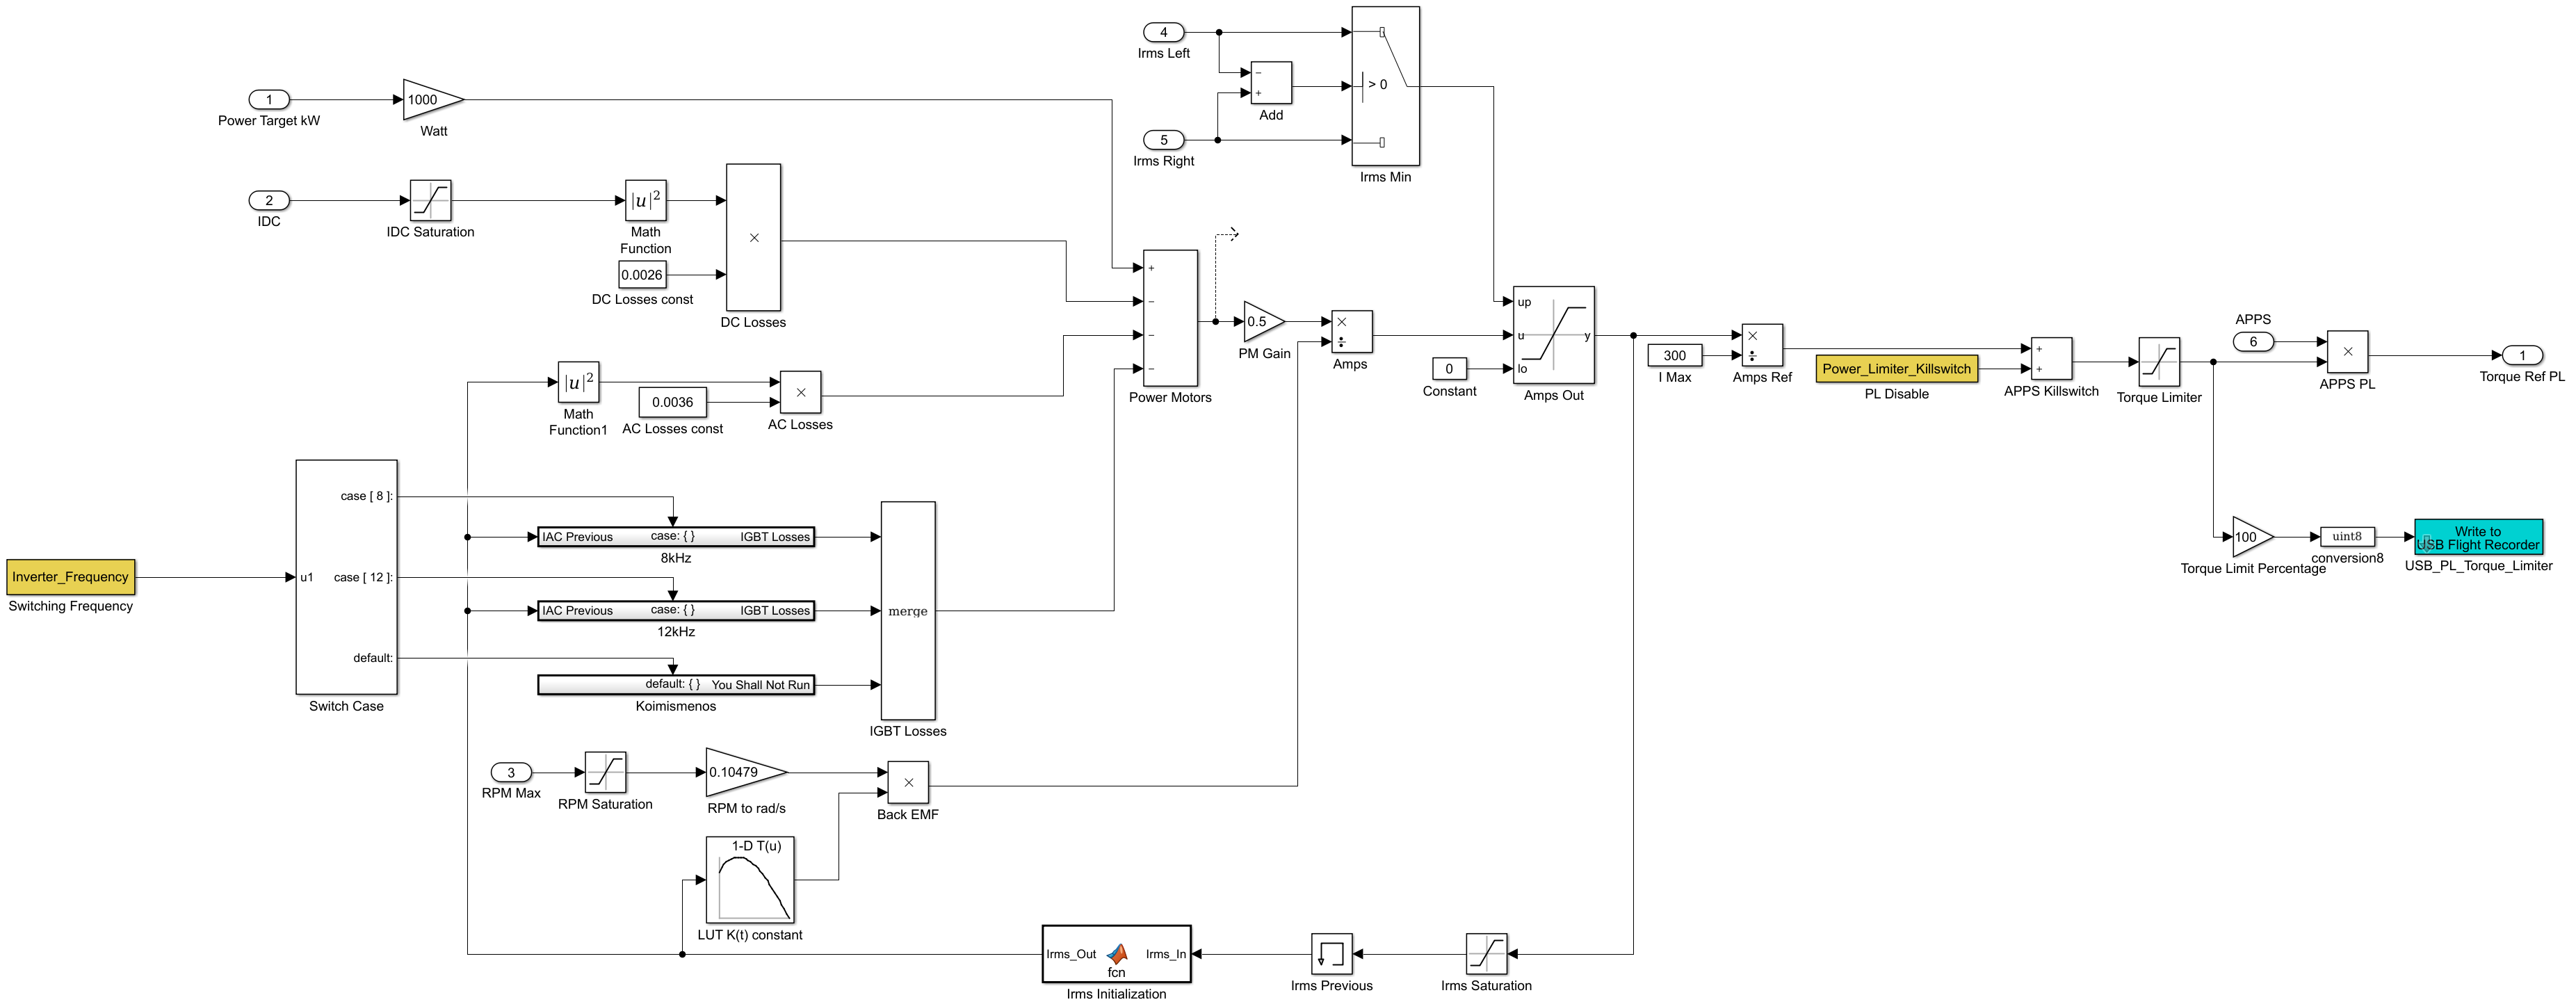 4
Irms Left
−
+
Add
> 0
5
Irms Right
Irms Min
1
Power Target kW
1000
Watt
2
IDC
IDC Saturation
|u|²
Math
Function
0.0026
DC Losses const
×
DC Losses
|u|²
Math
Function1
0.0036
AC Losses const
×
AC Losses
+
−
−
−
Power Motors
0.5
PM Gain
×
÷
Amps
up
u
lo
y
Amps Out
0
Constant
300
I Max
×
÷
Amps Ref
Power_Limiter_Killswitch
PL Disable
+
+
APPS Killswitch
Torque Limiter
APPS
6
×
APPS PL
1
Torque Ref PL
100
Torque Limit Percentage
uint8
conversion8
Write to
USB Flight Recorder
USB_PL_Torque_Limiter
Inverter_Frequency
Switching Frequency
u1
case [ 8 ]:
case [ 12 ]:
default:
Switch Case
IAC Previous case: { } IGBT Losses
8kHz
IAC Previous case: { } IGBT Losses
12kHz
default: { } You Shall Not Run
Koimismenos
merge
IGBT Losses
3
RPM Max
RPM Saturation
0.10479
RPM to rad/s
×
Back EMF
1-D T(u)
LUT K(t) constant
Irms_Out fcn Irms_In
Irms Initialization
Irms Previous
Irms Saturation